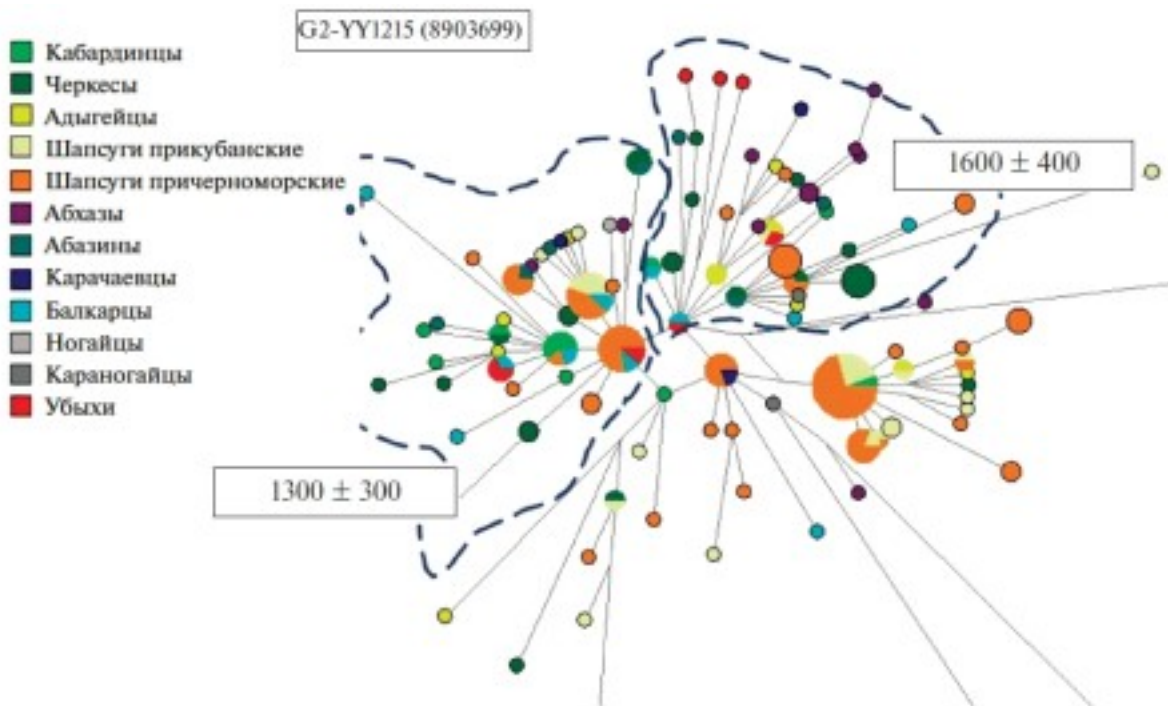 G2-YY1215 (8903699)
Кабардинцы
Черкесы
Адыгейцы
Шапсуги прикубанские
Шапсуги причерноморские
Абхазы
Абазины
Карачаевцы
Балкарцы
Ногайцы
Караногайцы
Убыхи
1600 ± 400
1300 ± 300